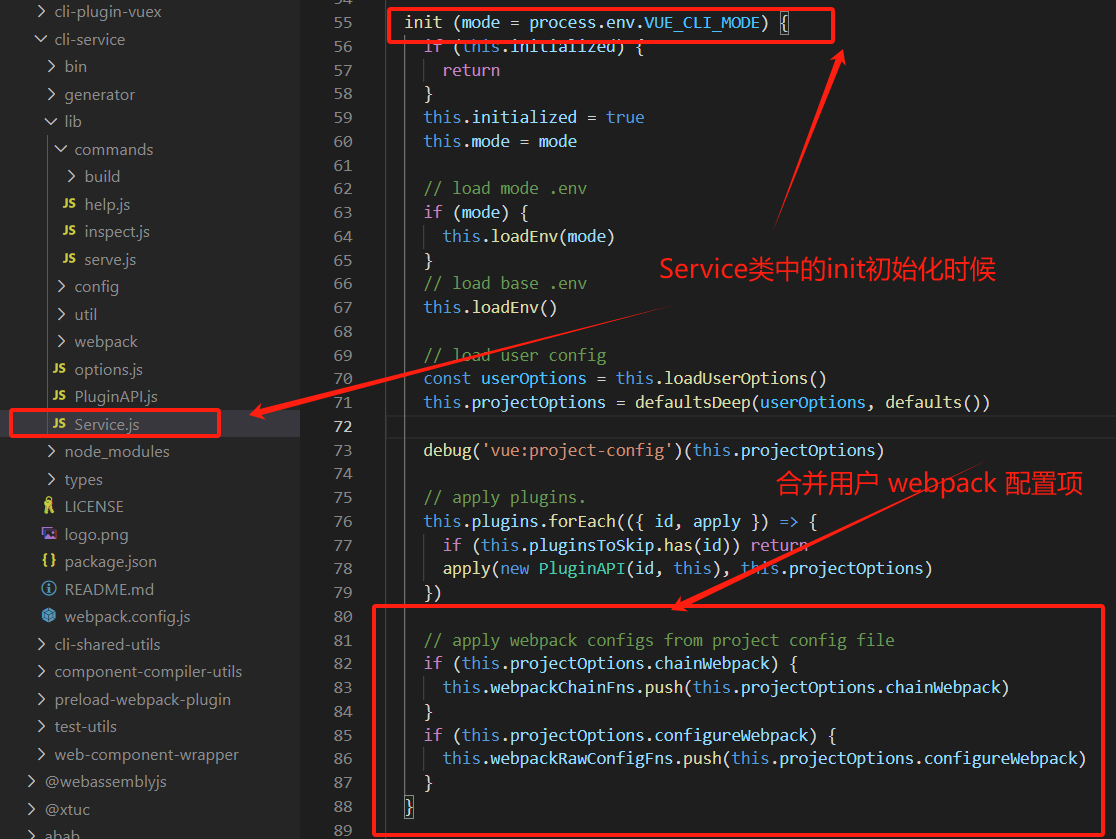 cli-plugin-vuex
cli-service
bin
generator
lib
commands
build
JS help.js
JS inspect.js
JS serve.js
config
util
webpack
JS options.js
JS PluginAPI.js
JS Service.js
node_modules
types
LICENSE
logo.png
{} package.json
README.md
webpack.config.js
cli-shared-utils
component-compiler-utils
preload-webpack-plugin
test-utils
web-component-wrapper
@webassemblyjs
@xtuc
abab
54
55 init (mode = process.env.VUE_CLI_MODE) {
56 if (this.initialized) {
57 return
58 }
59 this.initialized = true
60 this.mode = mode
61
62 // load mode .env
63 if (mode) {
64 this.loadEnv(mode)
65 }
66 // load base .env
67 this.loadEnv()
68
69 // load user config
70 const userOptions = this.loadUserOptions()
71 this.projectOptions = defaultsDeep(userOptions, defaults())
72
73 debug('vue:project-config')(this.projectOptions)
74
75 // apply plugins.
76 this.plugins.forEach(({ id, apply }) => {
77 if (this.pluginsToSkip.has(id)) return
78 apply(new PluginAPI(id, this), this.projectOptions)
79 })
80
81 // apply webpack configs from project config file
82 if (this.projectOptions.chainWebpack) {
83 this.webpackChainFns.push(this.projectOptions.chainWebpack)
84 }
85 if (this.projectOptions.configureWebpack) {
86 this.webpackRawConfigFns.push(this.projectOptions.configureWebpack)
87 }
88 }
89
Service类中的init初始化时候
合并用户 webpack 配置项